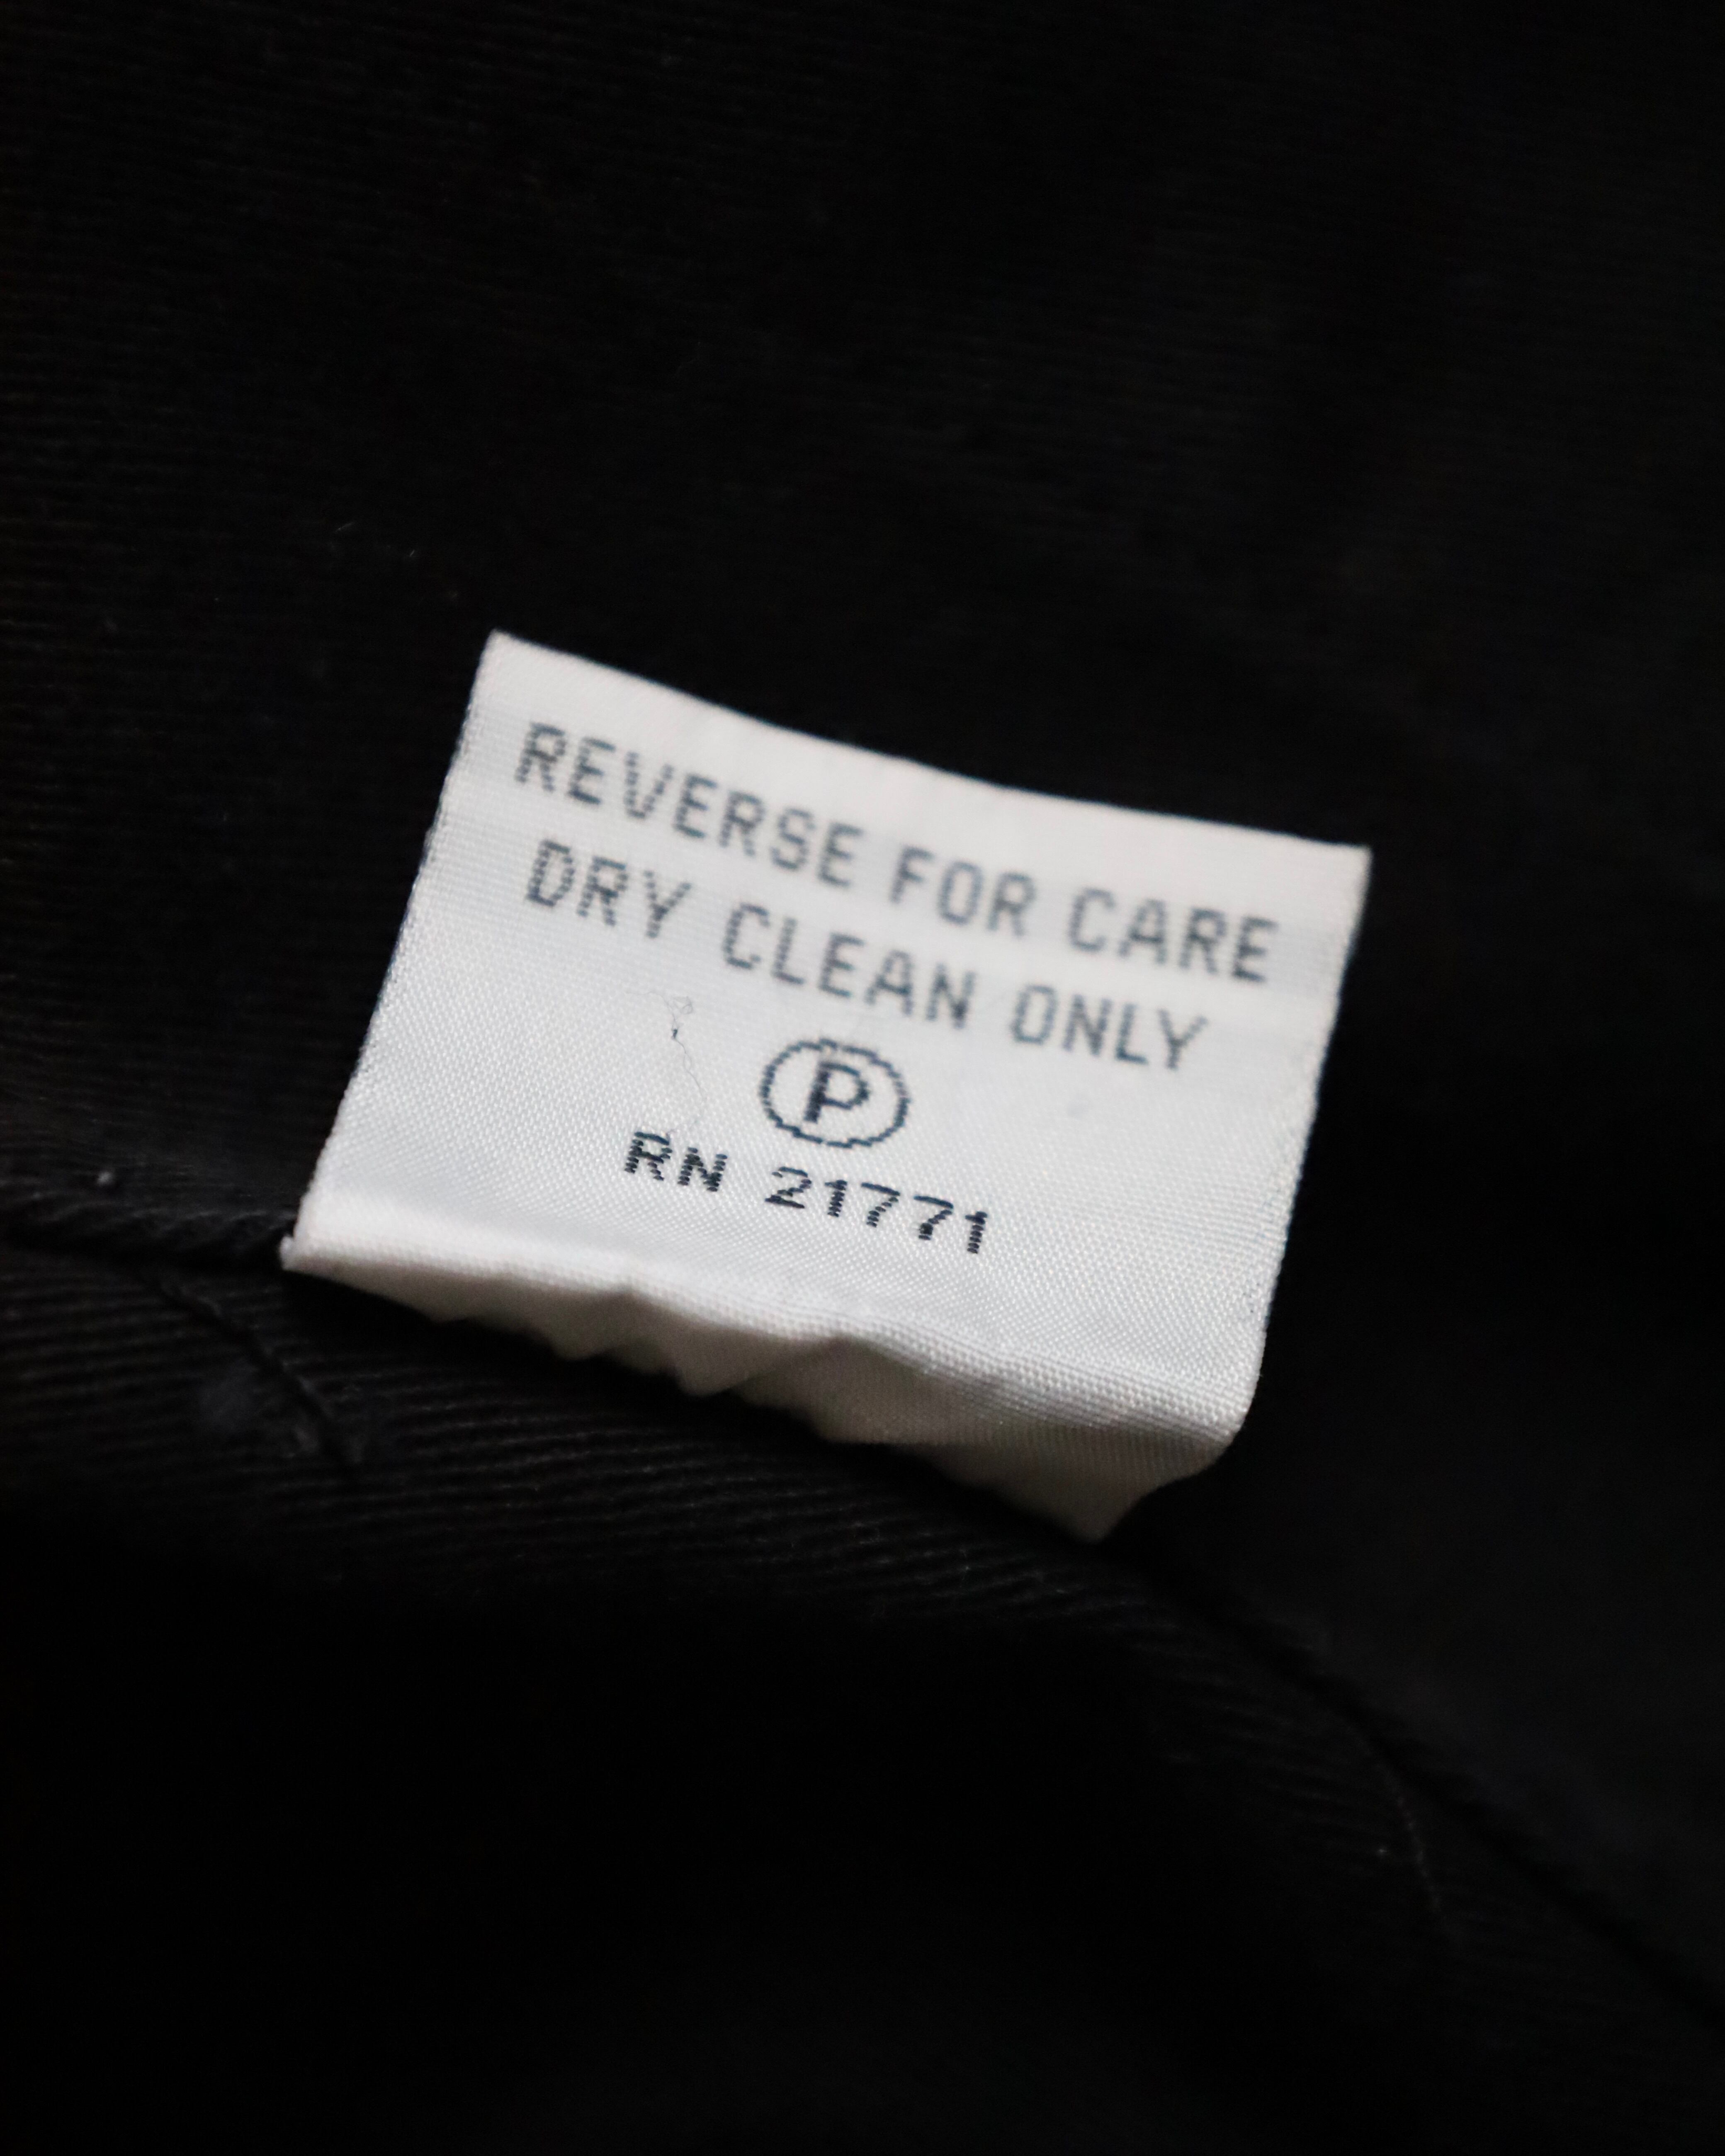 REVERSE FOR CARE
DRY CLEAN ONLY
P
RN 21771